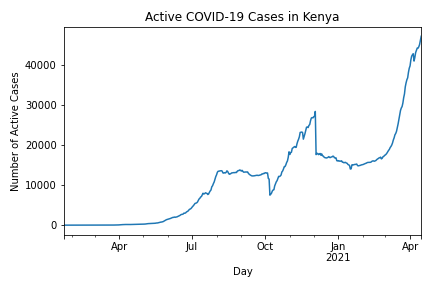 Active COVID-19 Cases in Kenya
Number of Active Cases
40000
30000
20000
10000
0
Apr
Jul
Oct
Jan
2021
Apr
Day